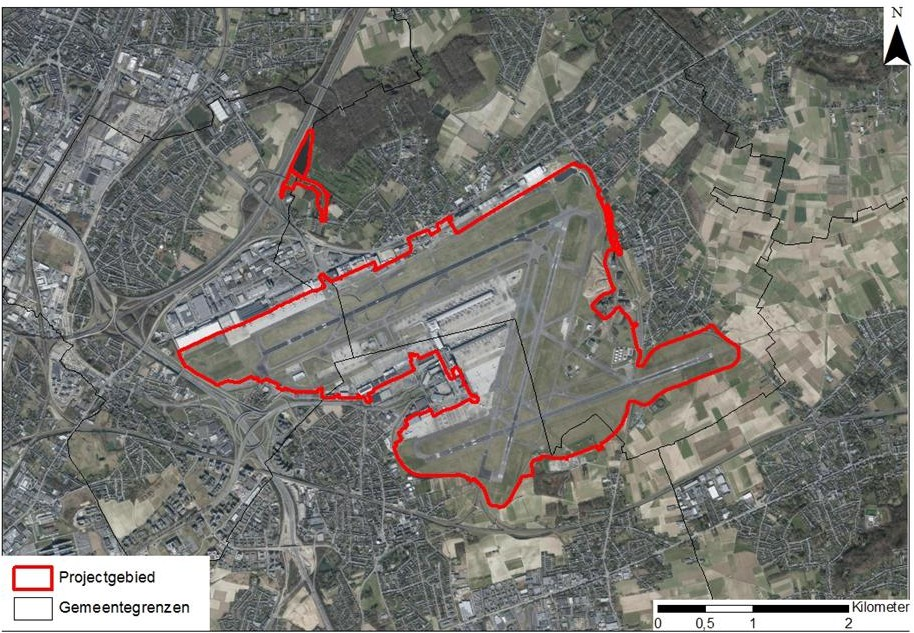 N
Projectgebied
Gemeentegrenzen
Kilometer
0 0,5 1 2